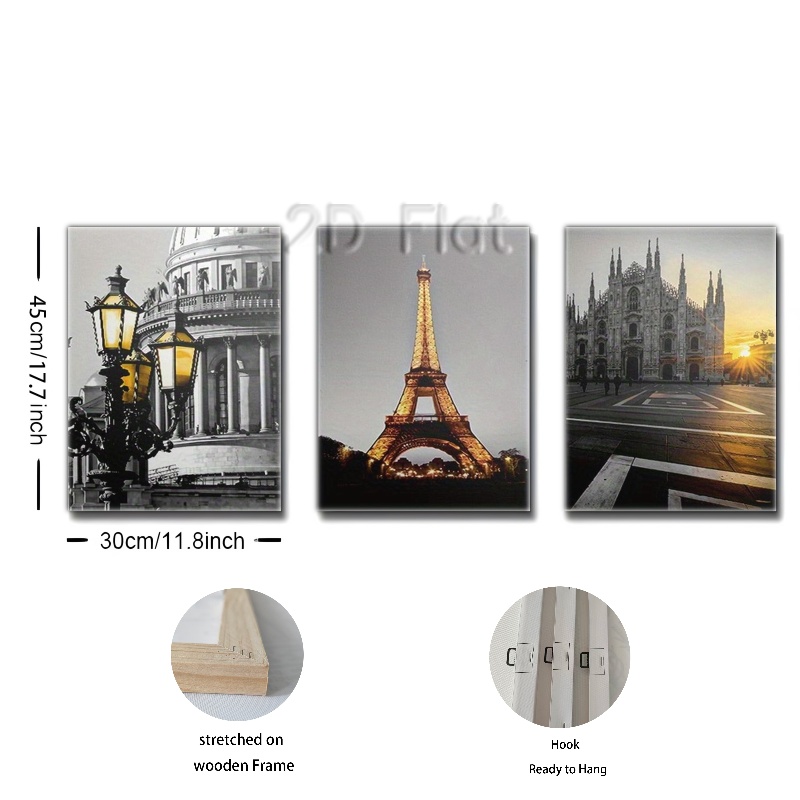 2D Flat
45cm/17.7inch
30cm/11.8inch
stretched on
wooden Frame
Hook
Ready to Hang